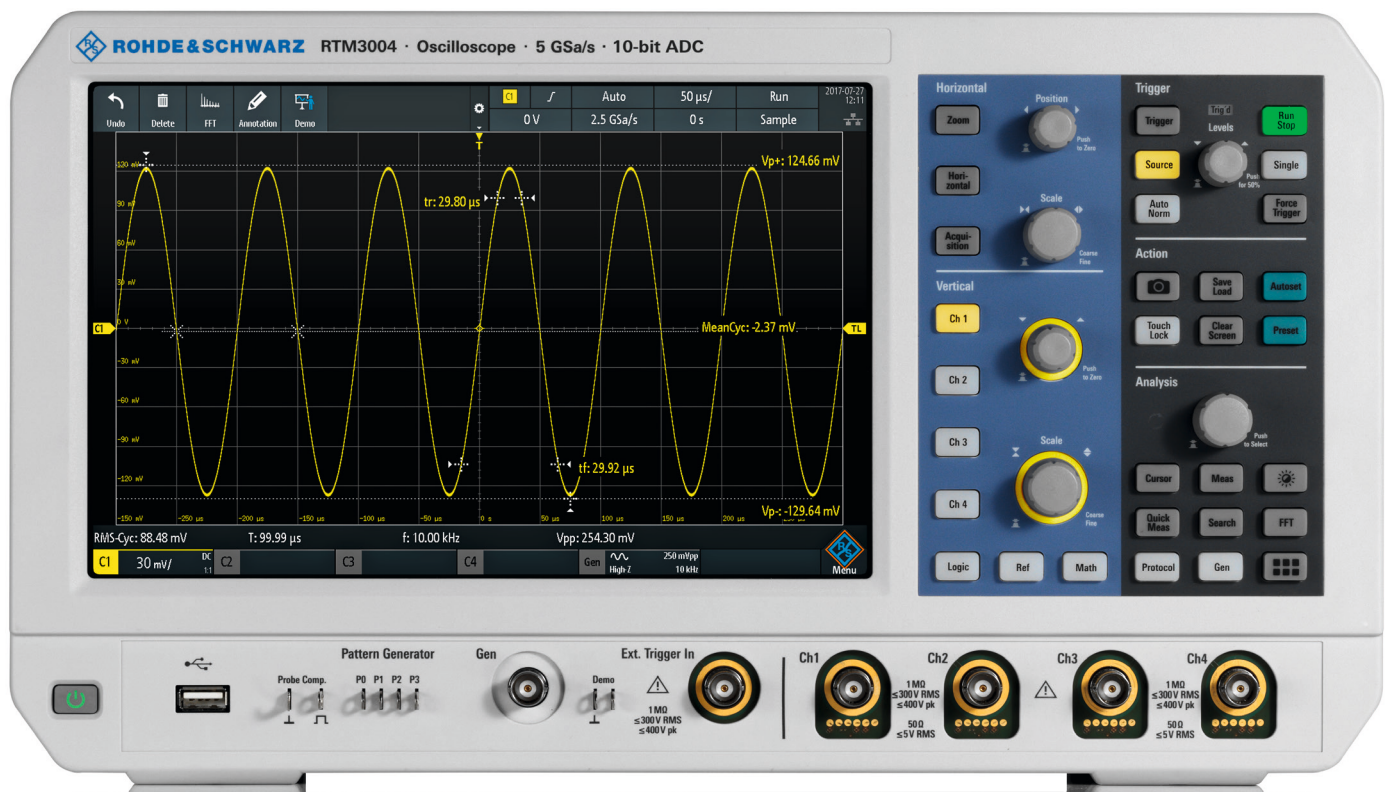 ROHDE & SCHWARZ RTM3004 · Oscilloscope · 5 GSa/s · 10-bit ADC
Undo Delete FFT Annotation Demo
C1 Auto 50 µs/ Run
0 V 2.5 GSa/s 0 s Sample
2017-07-27
12:11
T
120 mV
90 mV
60 mV
30 mV
0 V
-30 mV
-60 mV
-90 mV
-120 mV
-150 mV
Vp+: 124.66 mV
tr: 29.80 µs
C1
MeanCyc: -2.37 mV
TL
tf: 29.92 µs
Vp-: -129.64 mV
-250 µs -200 µs -150 µs -100 µs -50 µs 0 s 50 µs 100 µs 150 µs 200 µs
RMS-Cyc: 88.48 mV T: 99.99 µs f: 10.00 kHz Vpp: 254.30 mV
C1 30 mV/ DC 1:1 C2 C3 C4 Gen High-Z 250 mVpp 10 kHz
R&S
Menu
Horizontal
Position
Zoom
Push
to Zero
Hori-
zontal
Scale
Acqui-
sition
Coarse
Fine
Vertical
Ch 1
Push
to Zero
Ch 2
Ch 3
Scale
Ch 4
Coarse
Fine
Logic Ref Math
Trigger
Trigger
Trig'd
Levels
Run
Stop
Source
Single
Push
for 50%
Auto
Norm
Force
Trigger
Action
Save
Load
Autoset
Touch
Lock
Clear
Screen
Preset
Analysis
Push
to Select
Cursor Meas
Quick
Meas
Search FFT
Protocol Gen
Probe Comp.
Pattern Generator
P0 P1 P2 P3
Gen
Demo
Ext. Trigger In
1 MΩ
≤300 V RMS
≤400 V pk
Ch1
Ch2
1 MΩ
≤300 V RMS
≤400 V pk
50 Ω
≤5 V RMS
Ch3
Ch4
1 MΩ
≤300 V RMS
≤400 V pk
50 Ω
≤5 V RMS